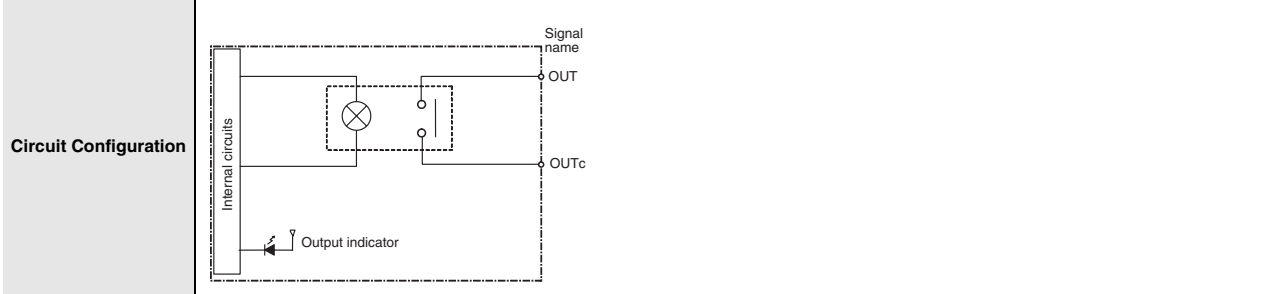 Circuit Configuration
Internal circuits
Signal
name
OUT
OUTc
Output indicator